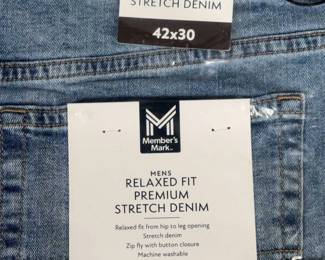 STRETCH DENIM
42x30
Member's
Mark™
MENS
RELAXED FIT
PREMIUM
STRETCH DENIM
Relaxed fit from hip to leg opening
Stretch denim
Zip fly with button closure
Machine washable